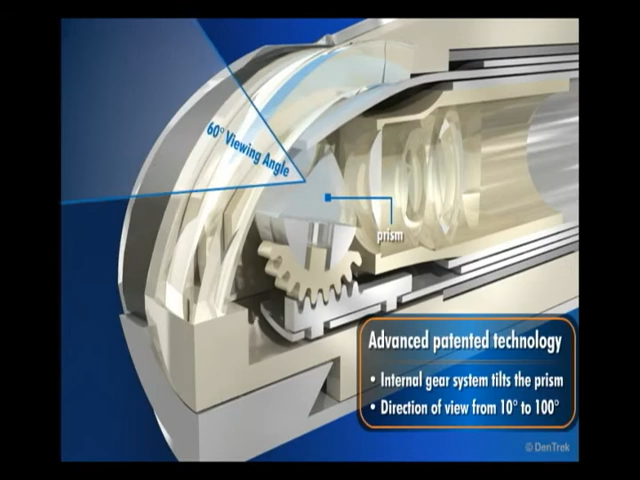 60° Viewing Angle
prism
Advanced patented technology
• Internal gear system tilts the prism
• Direction of view from 10° to 100°
© DenTrek